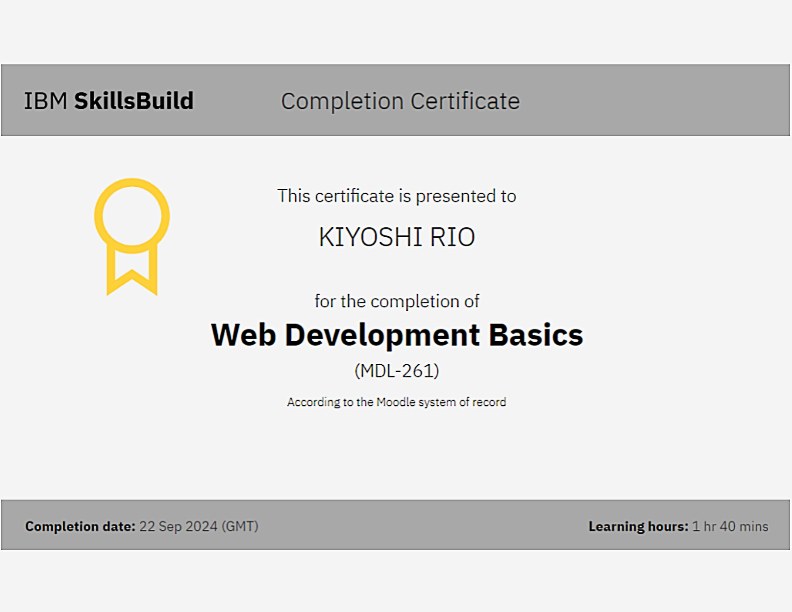 IBM SkillsBuild
Completion Certificate
This certificate is presented to
KIYOSHI RIO
for the completion of
Web Development Basics
(MDL-261)
According to the Moodle system of record
Completion date: 22 Sep 2024 (GMT)
Learning hours: 1 hr 40 mins